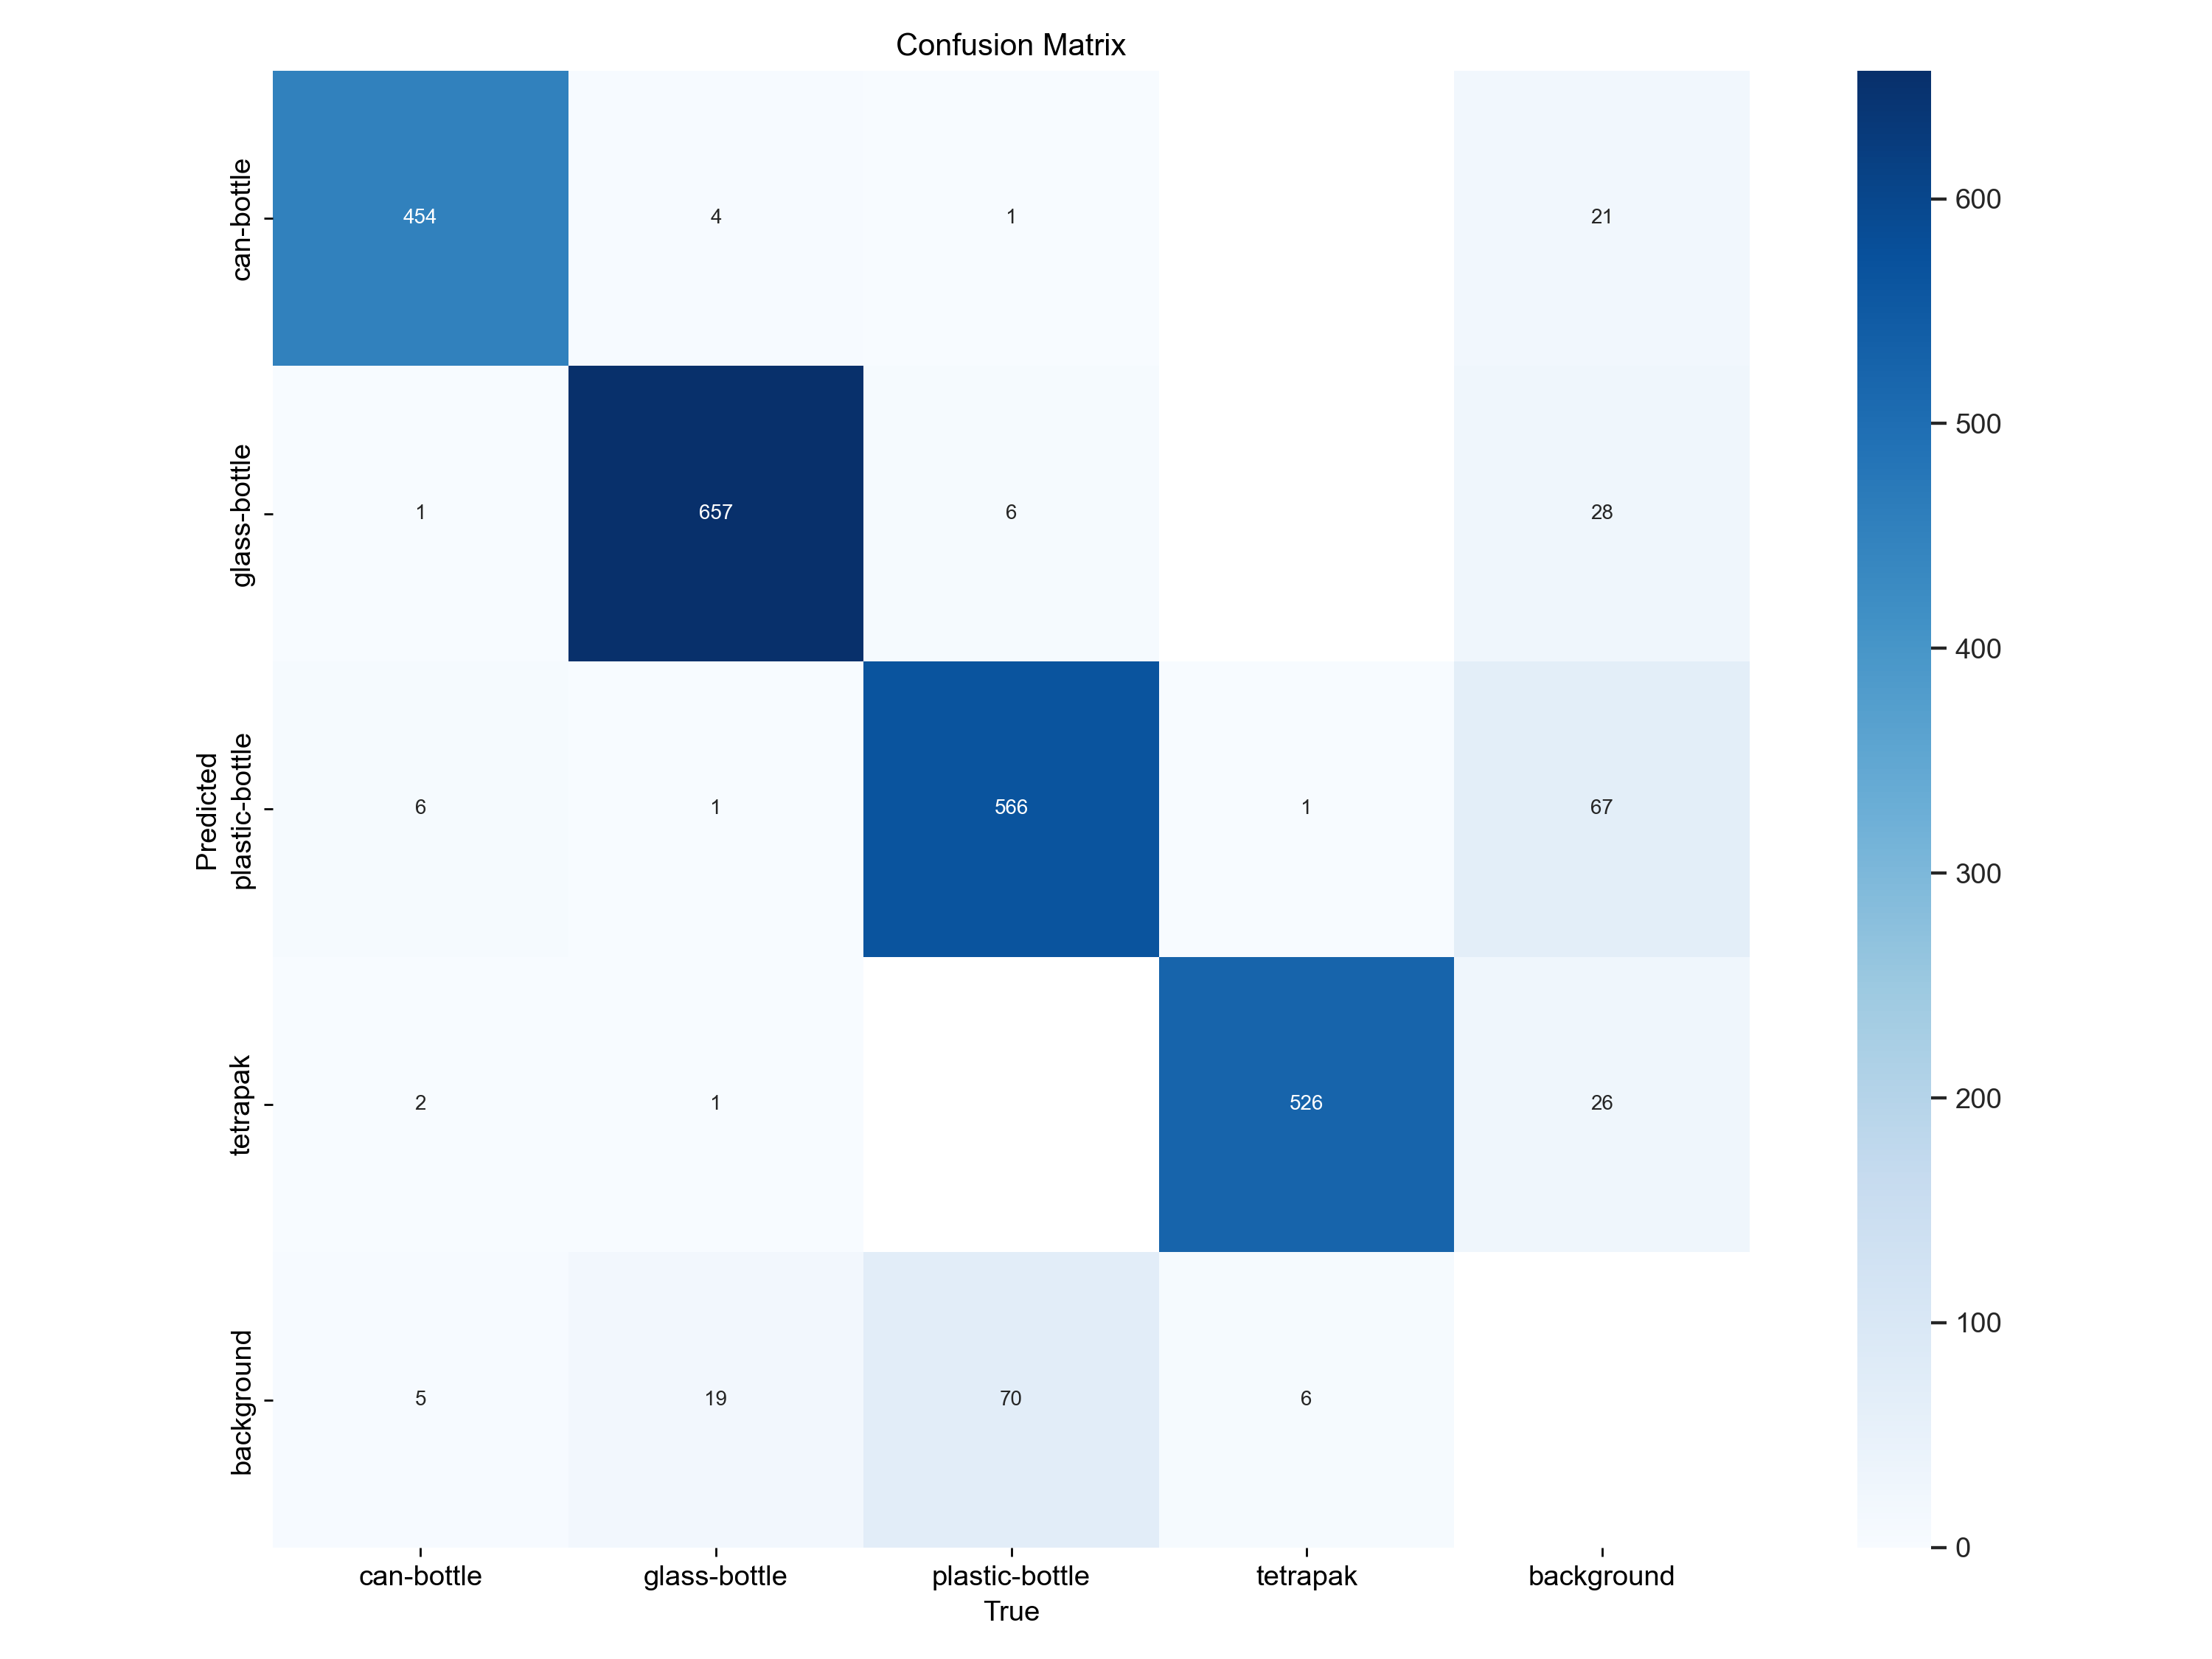 Confusion Matrix
can-bottle
454 4 1 21
glass-bottle
1 657 6 28
Predicted
plastic-bottle
6 1 566 1 67
tetrapak
2 1 526 26
background
5 19 70 6
can-bottle glass-bottle plastic-bottle tetrapak background
True
600
500
400
300
200
100
0